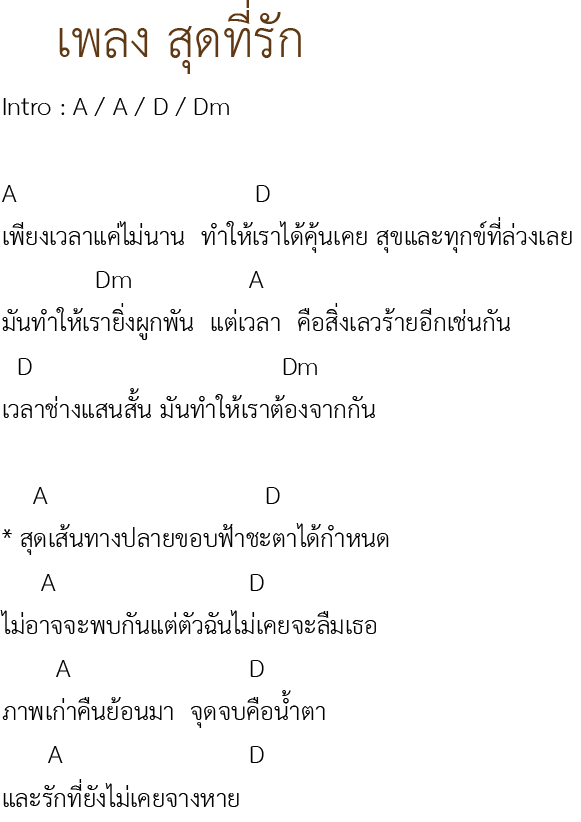 เพลง สุดที่รัก
Intro : A / A / D / Dm
A D
เพียงเวลาแค่ไม่นาน ทำให้เราได้คุ้นเคย สุขและทุกข์ที่ล่วงเลย
Dm A
มันทำให้เรายิ่งผูกพัน แต่เวลา คือสิ่งเลวร้ายอีกเช่นกัน
D Dm
เวลาช่างแสนสั้น มันทำให้เราต้องจากกัน
A D
* สุดเส้นทางปลายขอบฟ้าชะตาได้กำหนด
A D
ไม่อาจจะพบกันแต่ตัวฉันไม่เคยจะลืมเธอ
A D
ภาพเก่าคืนย้อนมา จุดจบคือน้ำตา
A D
และรักที่ยังไม่เคยจางหาย